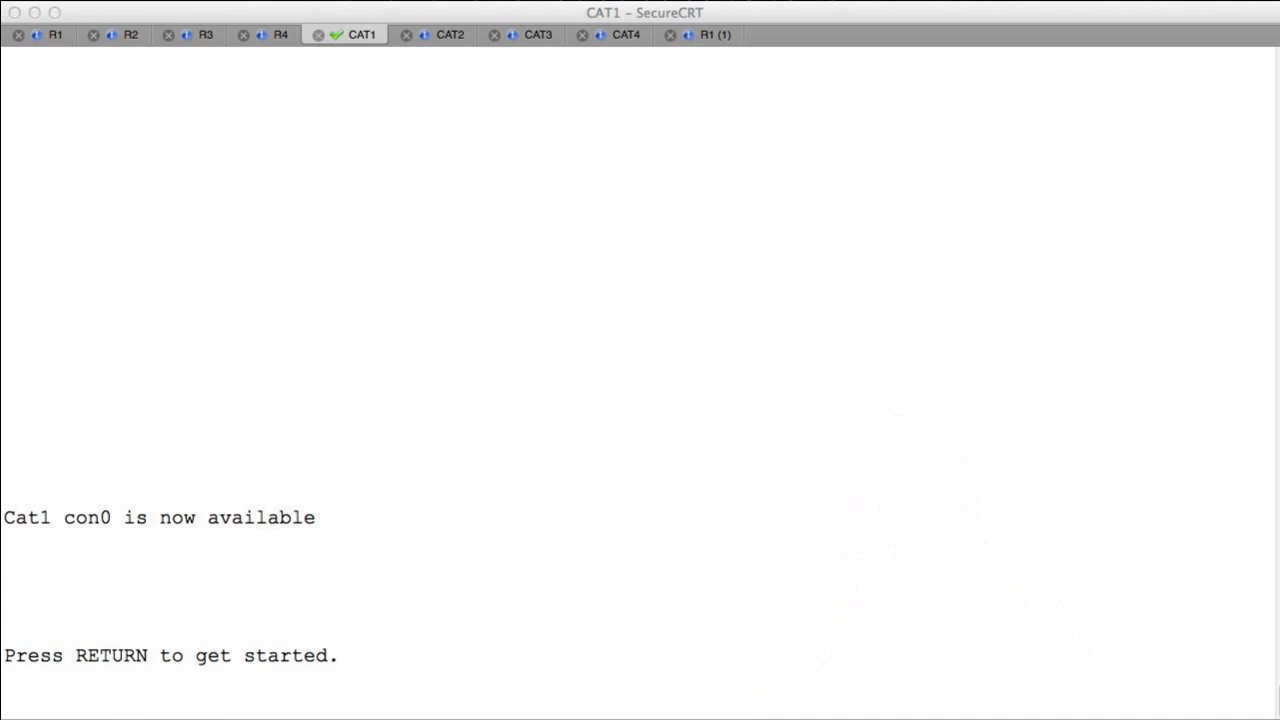 CAT1 - SecureCRT
R1 R2 R3 R4 CAT1 CAT2 CAT3 CAT4 R1 (1)
Cat1 con0 is now available
Press RETURN to get started.